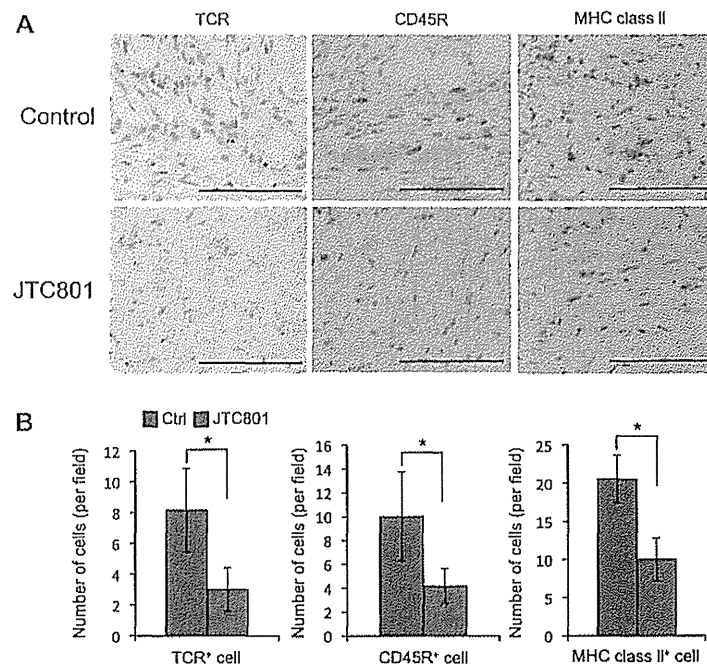 A
TCR CD45R MHC class II
Control
JTC801
B
Ctrl JTC801
Number of cells (per field)
12
10
8
6
4
2
0
*
TCR⁺ cell
Number of cells (per field)
16
14
12
10
8
6
4
2
0
*
CD45R⁺ cell
Number of cells (per field)
25
20
15
10
5
0
*
MHC class II⁺ cell